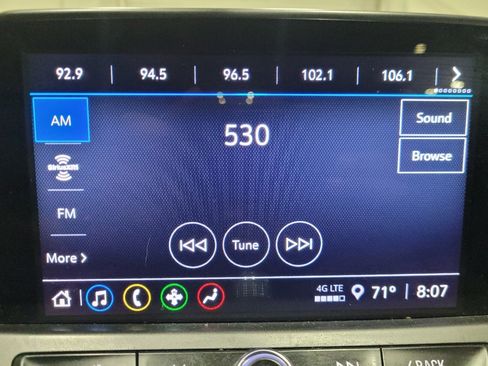 92.9 94.5 96.5 102.1 106.1
AM
530
Sound
Browse
SiriusXM
FM
Tune
More
4G LTE
71° 8:07
BACK